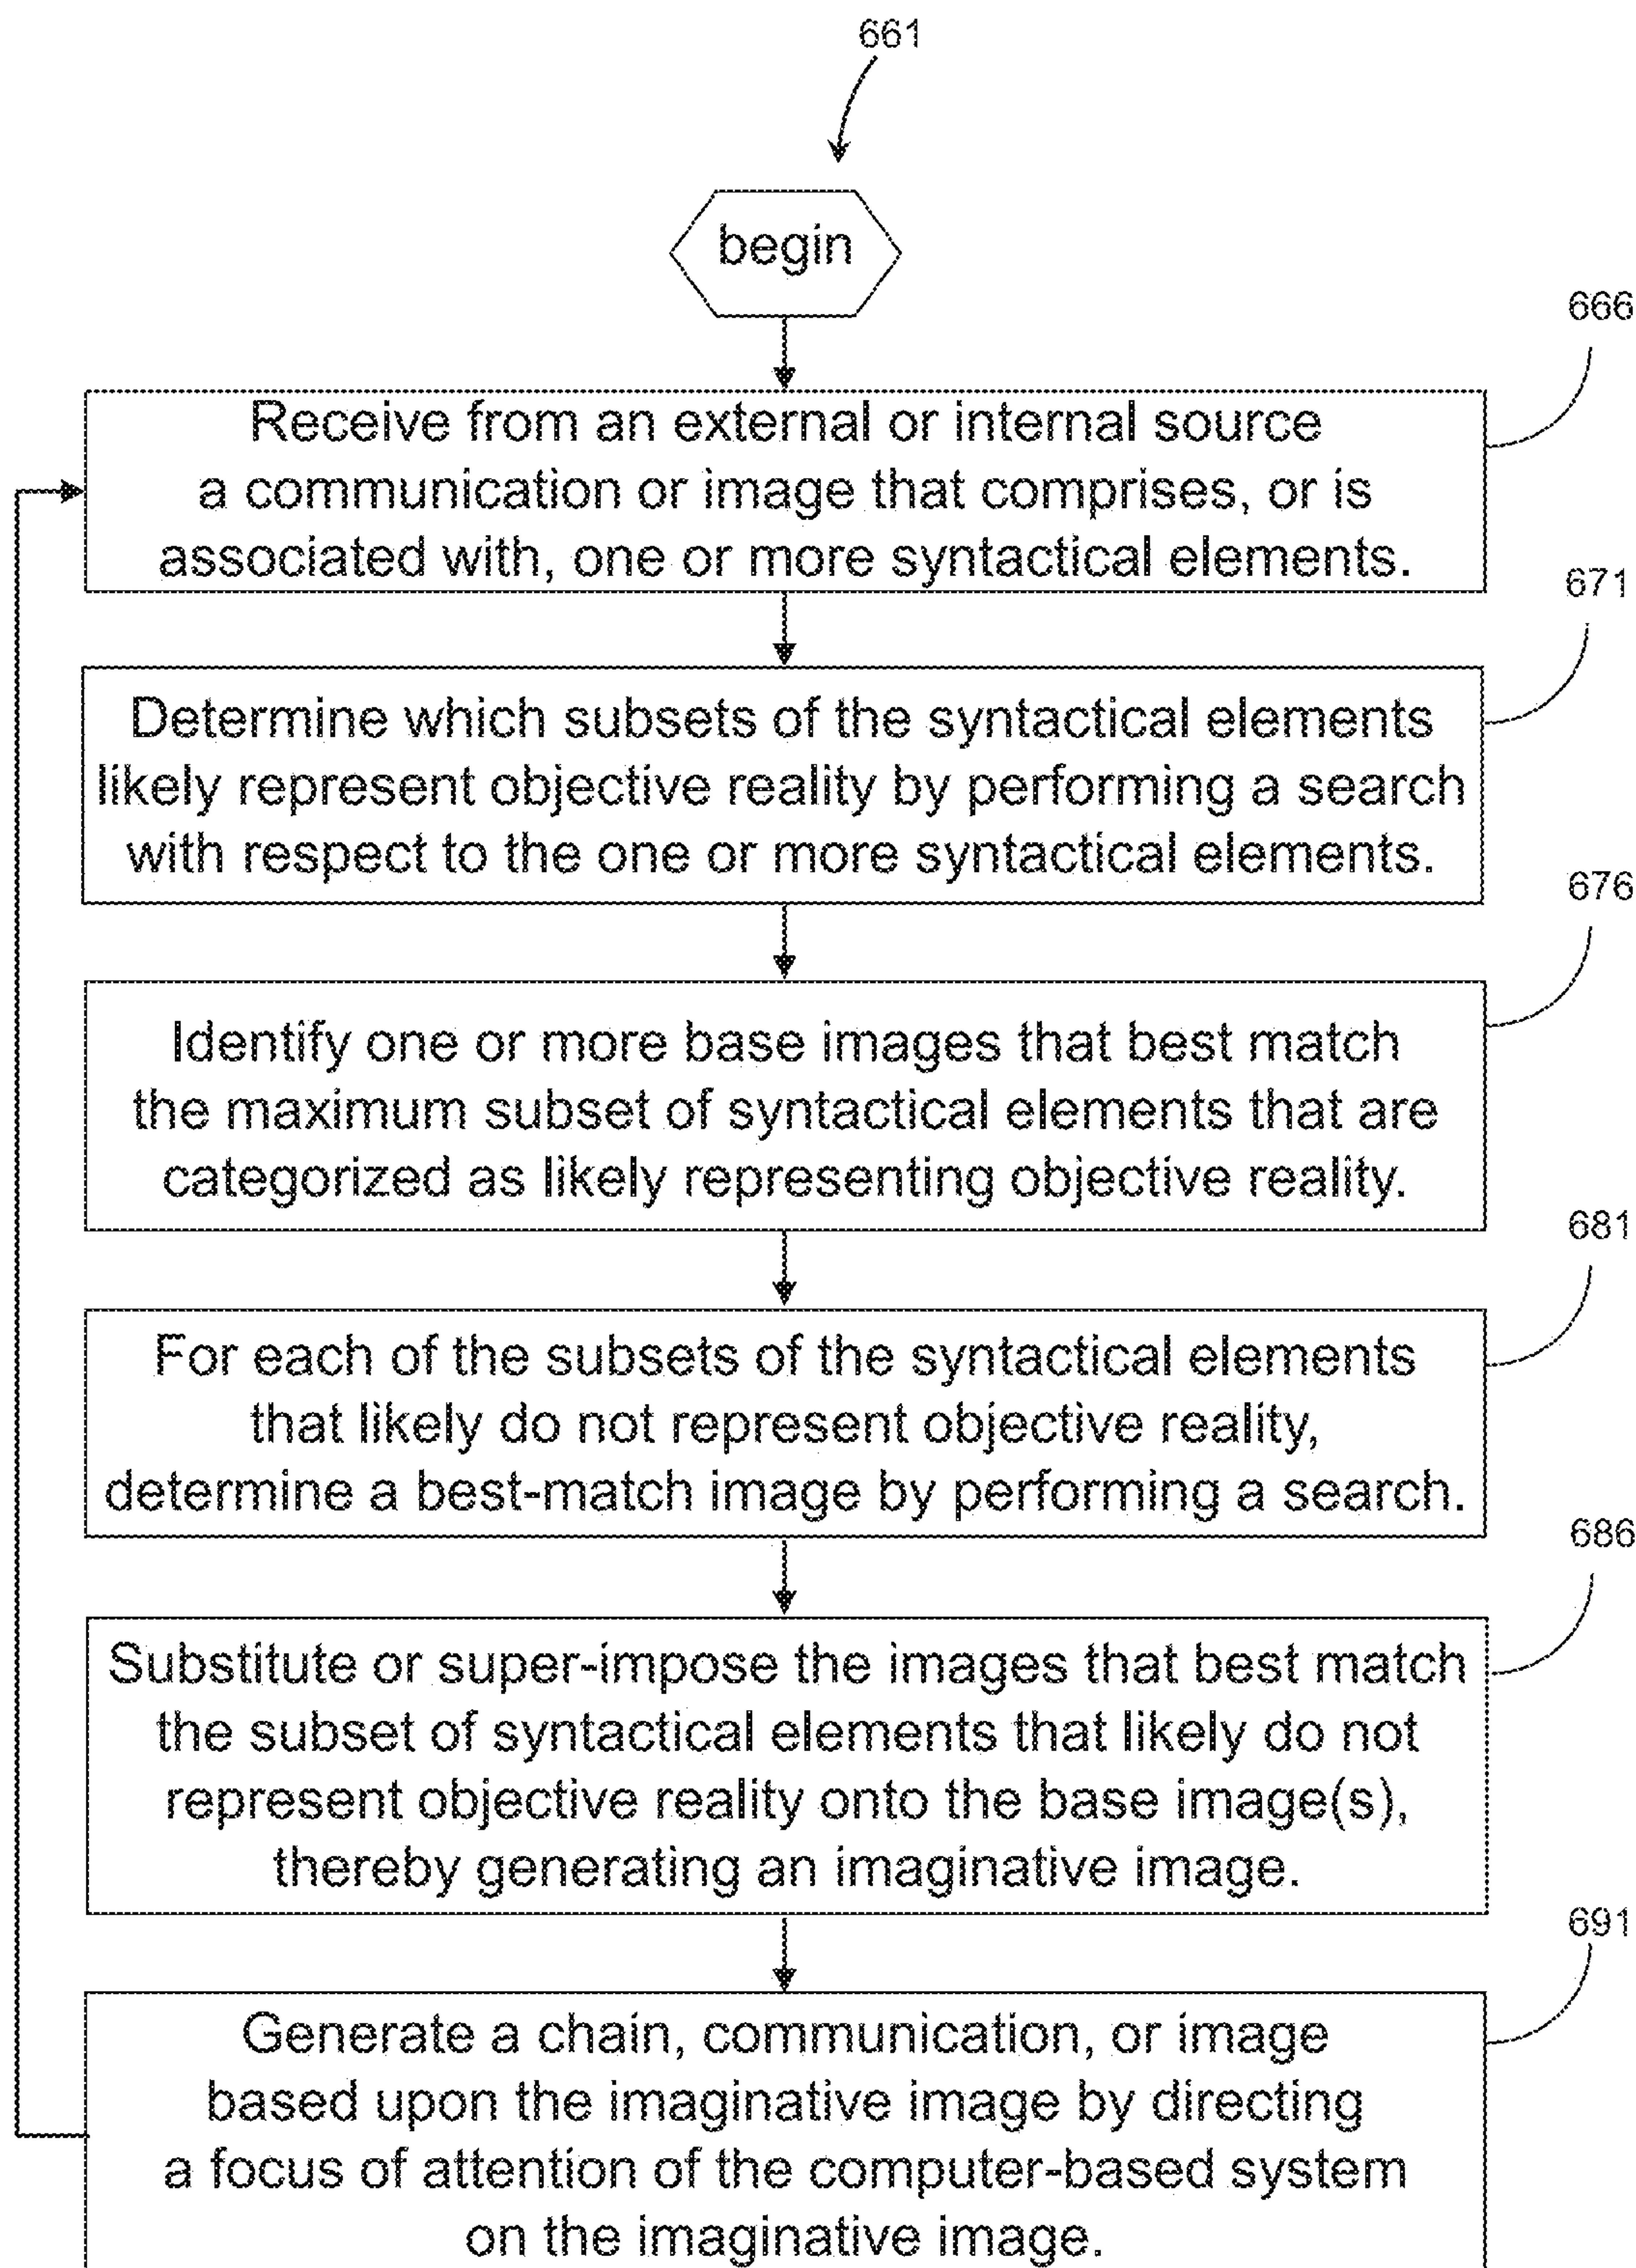 661
begin
666
Receive from an external or internal source
a communication or image that comprises, or is
associated with, one or more syntactical elements.
671
Determine which subsets of the syntactical elements
likely represent objective reality by performing a search
with respect to the one or more syntactical elements.
676
Identify one or more base images that best match
the maximum subset of syntactical elements that are
categorized as likely representing objective reality.
681
For each of the subsets of the syntactical elements
that likely do not represent objective reality,
determine a best-match image by performing a search.
686
Substitute or super-impose the images that best match
the subset of syntactical elements that likely do not
represent objective reality onto the base image(s),
thereby generating an imaginative image.
691
Generate a chain, communication, or image
based upon the imaginative image by directing
a focus of attention of the computer-based system
on the imaginative image.